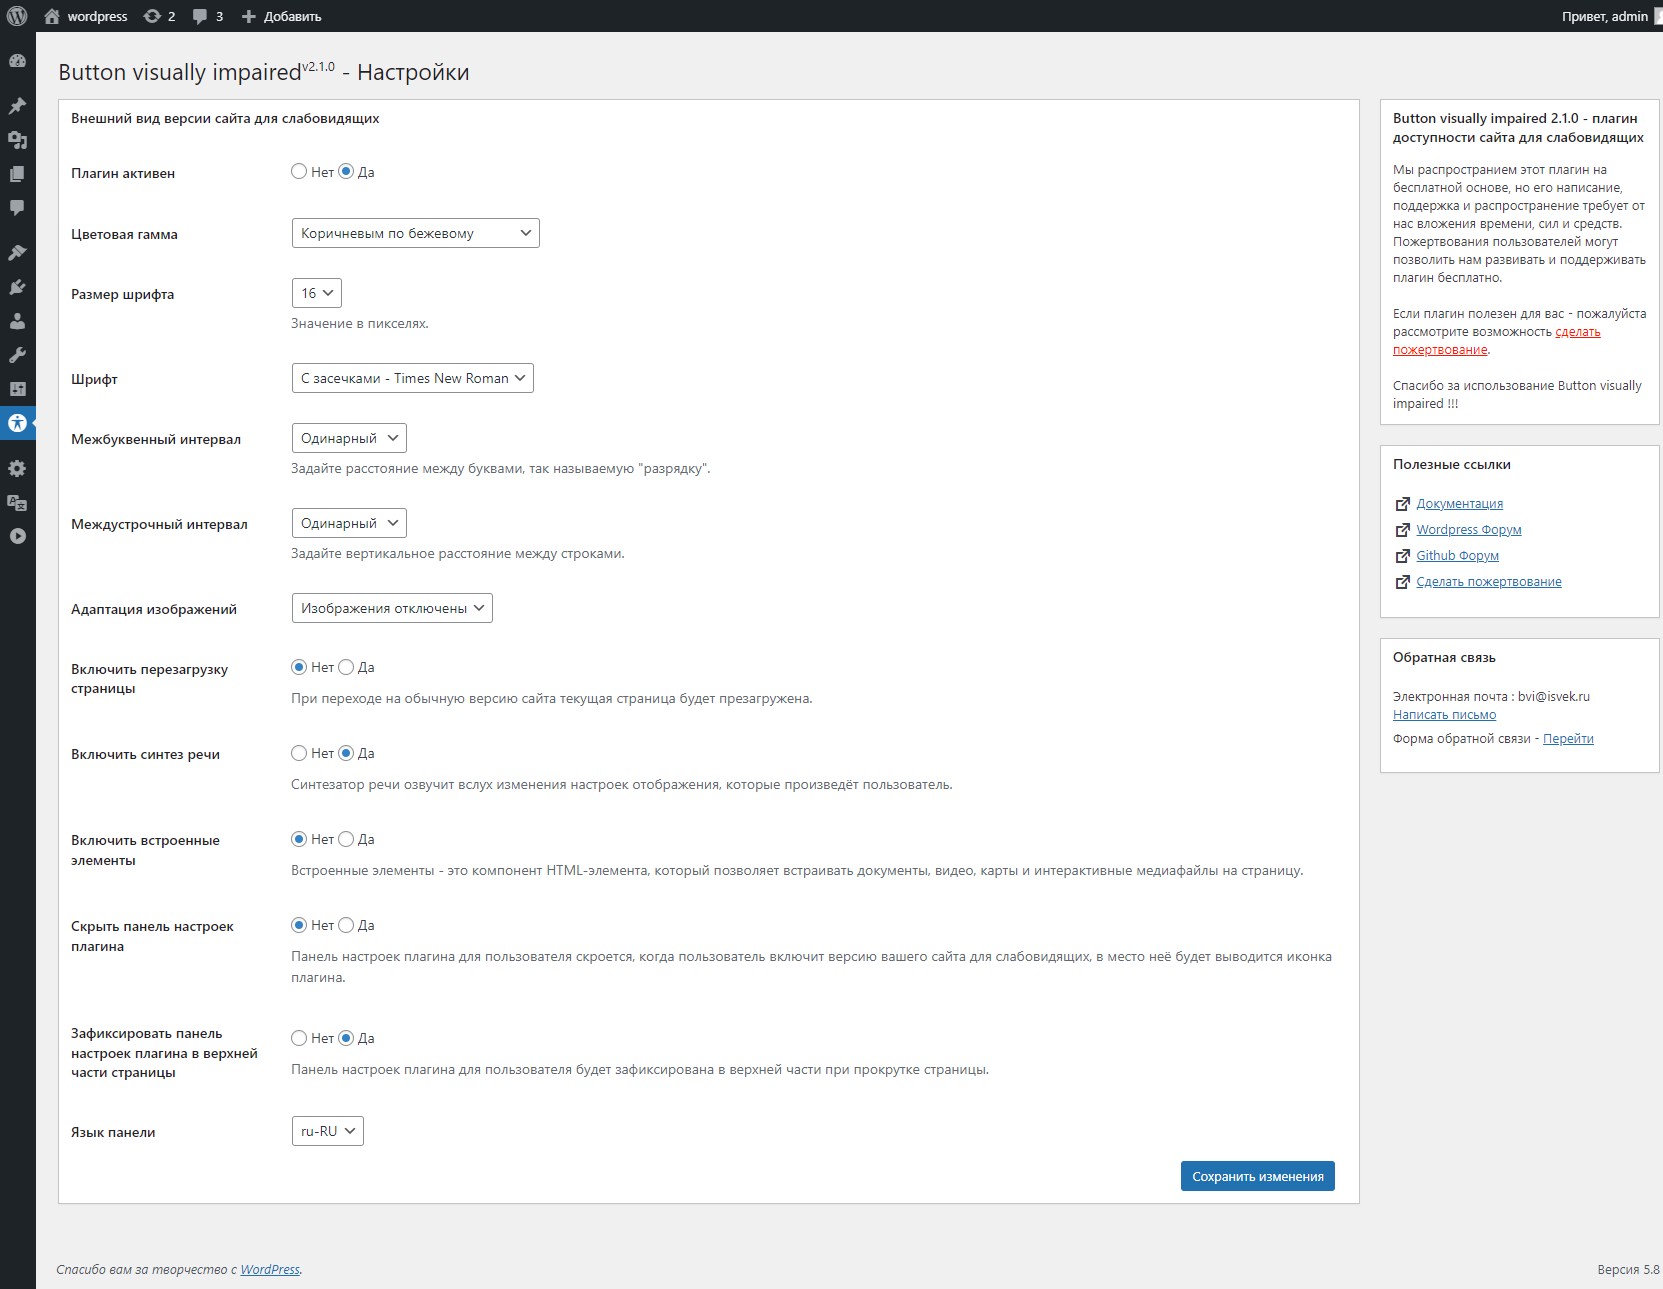 wordpress 2 3 Добавить Привет, admin
Button visually impaired v2.1.0 - Настройки
Внешний вид версии сайта для слабовидящих
Плагин активен Нет Да
Цветовая гамма Коричневым по бежевому
Размер шрифта 16
Значение в пикселях.
Шрифт С засечками - Times New Roman
Межбуквенный интервал Одинарный
Задайте расстояние между буквами, так называемую "разрядку".
Междустрочный интервал Одинарный
Задайте вертикальное расстояние между строками.
Адаптация изображений Изображения отключены
Включить перезагрузку
страницы
Нет Да
При переходе на обычную версию сайта текущая страница будет презагружена.
Включить синтез речи Нет Да
Синтезатор речи озвучит вслух изменения настроек отображения, которые произведёт пользователь.
Включить встроенные
элементы
Нет Да
Встроенные элементы - это компонент HTML-элемента, который позволяет встраивать документы, видео, карты и интерактивные медиафайлы на страницу.
Скрыть панель настроек
плагина
Нет Да
Панель настроек плагина для пользователя скроется, когда пользователь включит версию вашего сайта для слабовидящих, в место неё будет выводится иконка
плагина.
Зафиксировать панель
настроек плагина в верхней
части страницы
Нет Да
Панель настроек плагина для пользователя будет зафиксирована в верхней части при прокрутке страницы.
Язык панели ru-RU
Сохранить изменения
Button visually impaired 2.1.0 - плагин
доступности сайта для слабовидящих
Мы распространием этот плагин на
бесплатной основе, но его написание,
поддержка и распространение требует от
нас вложения времени, сил и средств.
Пожертвования пользователей могут
позволить нам развивать и поддерживать
плагин бесплатно.
Если плагин полезен для вас - пожалуйста
рассмотрите возможность сделать
пожертвование.
Спасибо за использование Button visually
impaired !!!
Полезные ссылки
Документация
Wordpress Форум
Github Форум
Сделать пожертвование
Обратная связь
Электронная почта : bvi@isvek.ru
Написать письмо
Форма обратной связи - Перейти
Спасибо вам за творчество с WordPress.
Версия 5.8